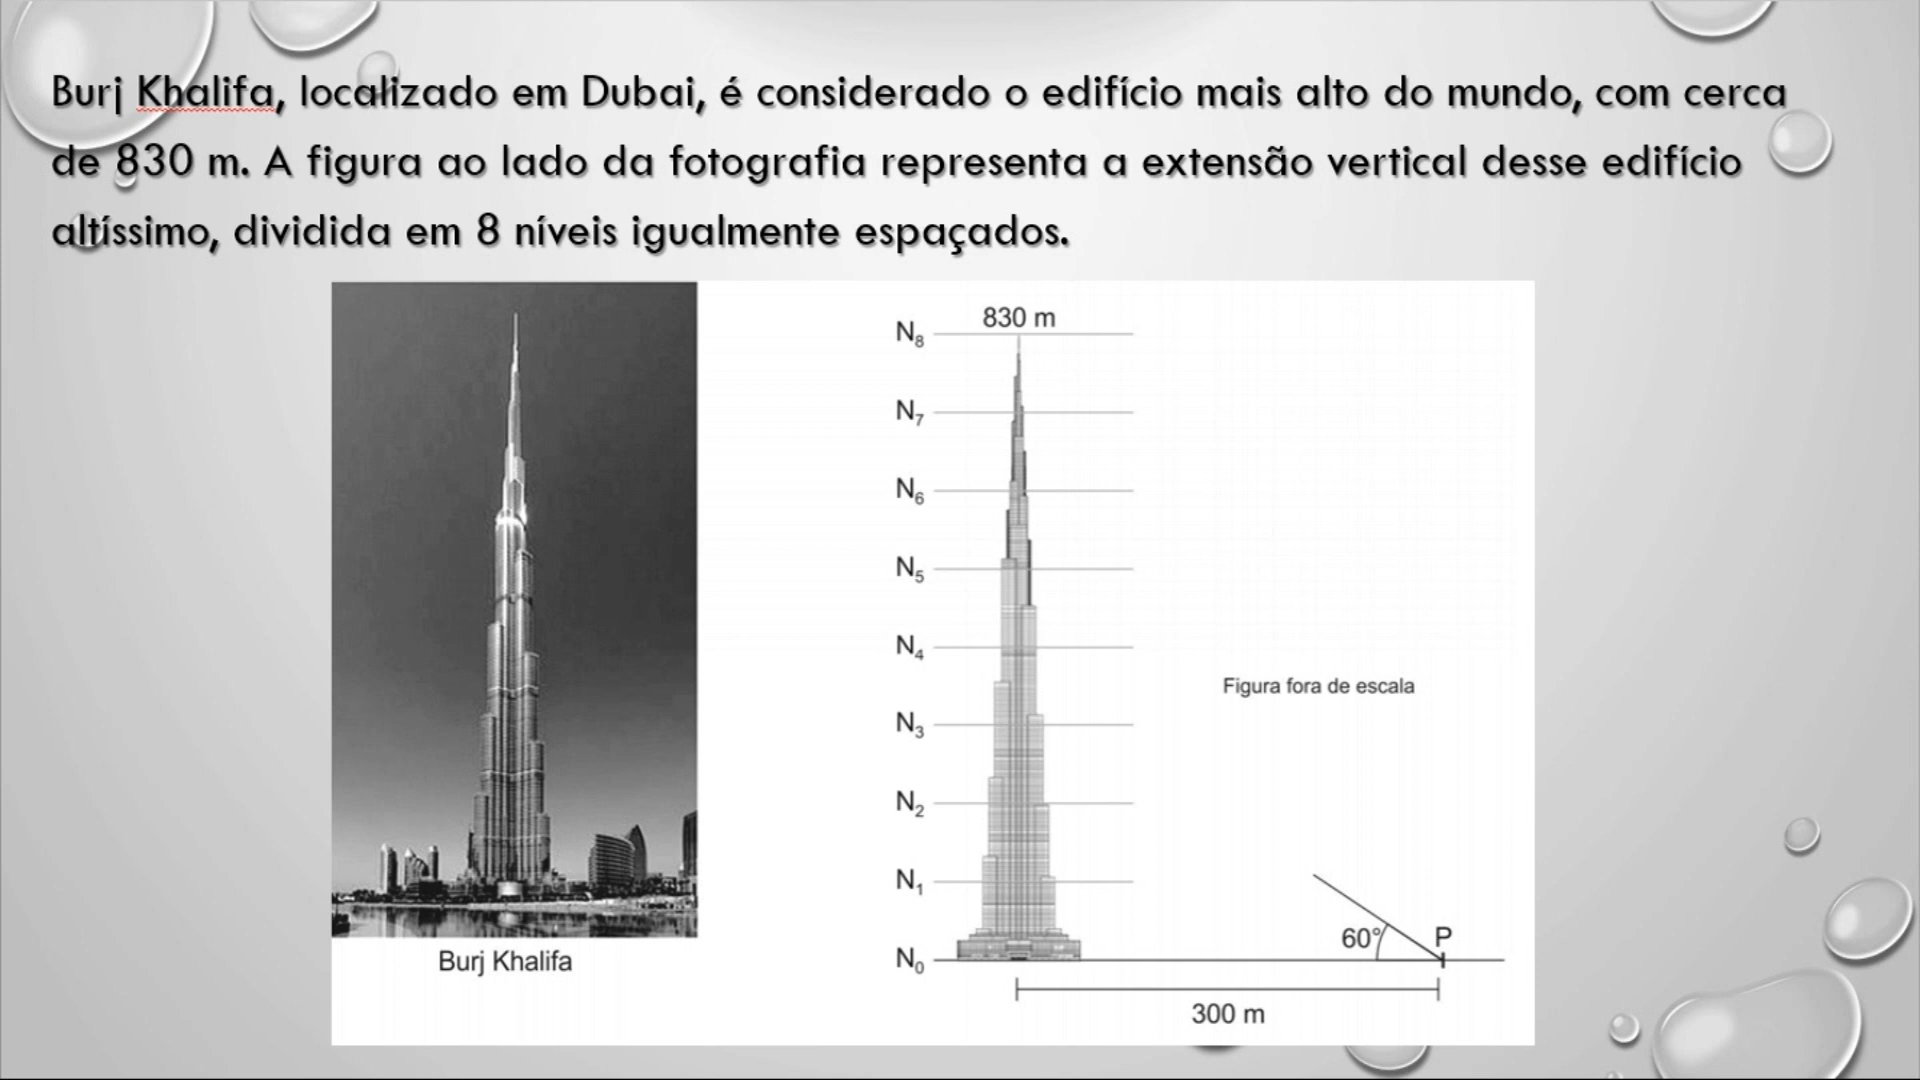 Burj Khalifa, localizado em Dubai, é considerado o edifício mais alto do mundo, com cerca
de 830 m. A figura ao lado da fotografia representa a extensão vertical desse edifício
altíssimo, dividida em 8 níveis igualmente espaçados.
830 m
N₈
N₇
N₆
N₅
N₄
Figura fora de escala
N₃
N₂
N₁
60°
P
N₀
Burj Khalifa
300 m